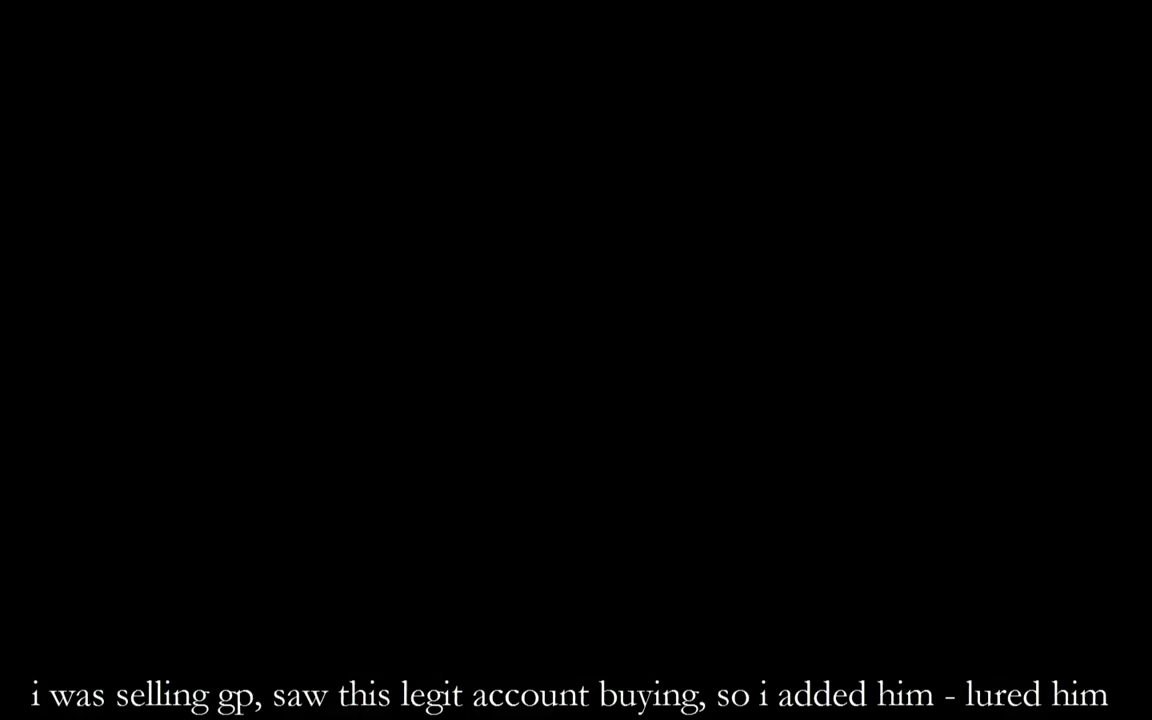 i was selling gp, saw this legit account buying, so i added him - lured him